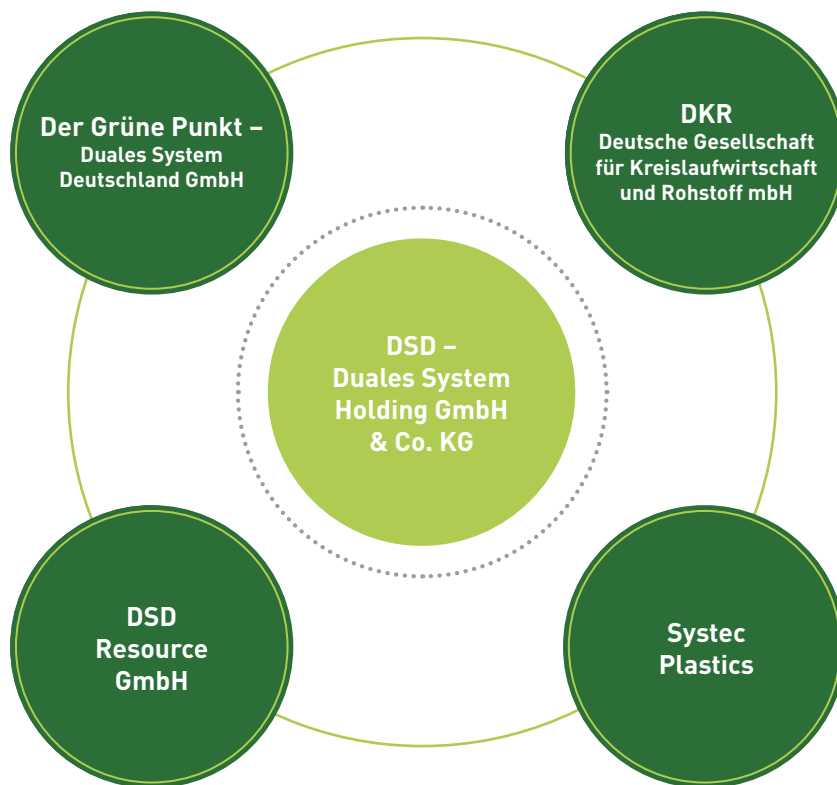 Der Grüne Punkt –
Duales System
Deutschland GmbH
DKR
Deutsche Gesellschaft
für Kreislaufwirtschaft
und Rohstoff mbH
DSD –
Duales System
Holding GmbH
& Co. KG
DSD
Resource
GmbH
Systec
Plastics